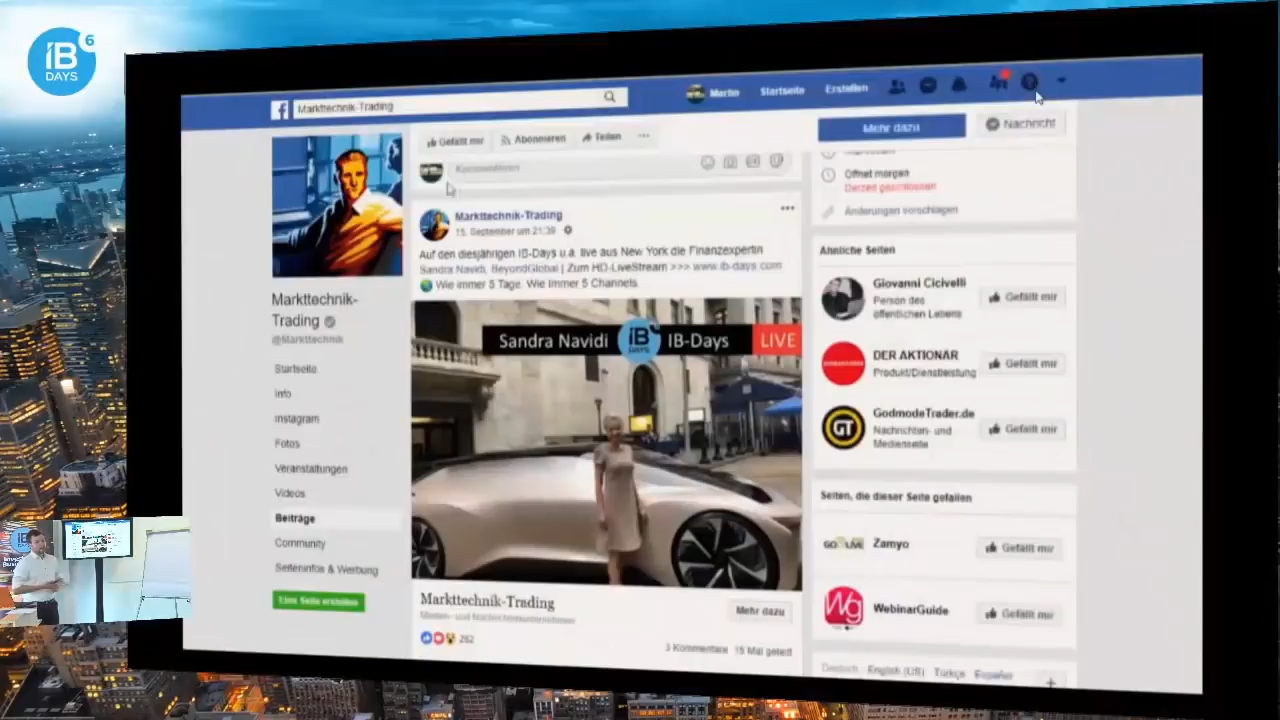 iB
DAYS
6
Markttechnik-Trading
Martin
Startseite
Erstellen
Gefällt mir
Abonnieren
Teilen
Mehr dazu
Nachricht
Kommentieren
Markttechnik-Trading
15. September um 21:39
Auf den diesjährigen IB-Days u.a. live aus New York die Finanzexpertin
Sandra Navidi, BeyondGlobal | Zum HD-LiveStream >>> www.ib-days.com
Wie immer 5 Tage. Wie Immer 5 Channels.
Sandra Navidi
iB
DAYS
IB-Days
LIVE
Markttechnik-Trading
Mehr dazu
262
3 Kommentare 15 Mal geteilt
Markttechnik-
Trading
@Markttechnik
Startseite
Info
Instagram
Fotos
Veranstaltungen
Videos
Beiträge
Community
Seiteninfos & Werbung
Eine Seite erstellen
Öffnet morgen
Derzeit geschlossen
Änderungen vorschlagen
Ähnliche Seiten
Giovanni Cicivelli
Person des
öffentlichen Lebens
Gefällt mir
DER AKTIONÄR
Produkt/Dienstleistung
Gefällt mir
GT
GodmodeTrader.de
Nachrichten- und
Medienseite
Gefällt mir
Seiten, die dieser Seite gefallen
Zamyo
Gefällt mir
Wg
WebinarGuide
Gefällt mir
Deutsch English (US) Türkçe Español